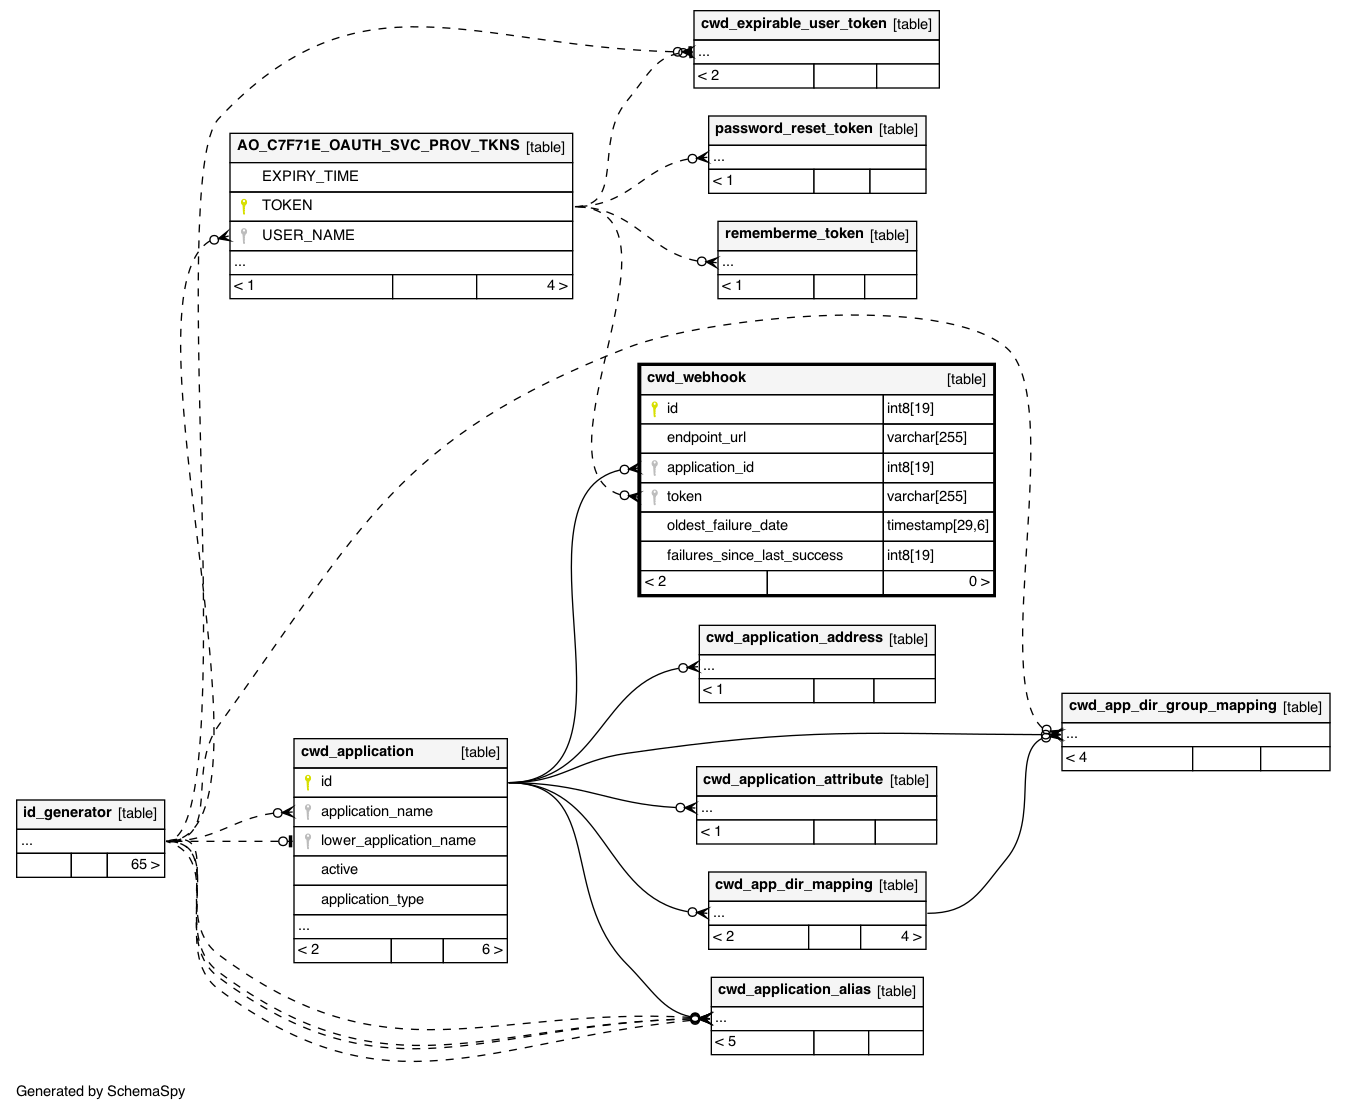 cwd_expirable_user_token [table]
...
< 2
AO_C7F71E_OAUTH_SVC_PROV_TKNS [table]
EXPIRY_TIME
TOKEN
USER_NAME
...
< 1 4 >
password_reset_token [table]
...
< 1
rememberme_token [table]
...
< 1
cwd_webhook [table]
id int8[19]
endpoint_url varchar[255]
application_id int8[19]
token varchar[255]
oldest_failure_date timestamp[29,6]
failures_since_last_success int8[19]
< 2 0 >
cwd_application_address [table]
...
< 1
cwd_app_dir_group_mapping [table]
...
< 4
cwd_application [table]
id
application_name
lower_application_name
active
application_type
...
< 2 6 >
id_generator [table]
...
65 >
cwd_application_attribute [table]
...
< 1
cwd_app_dir_mapping [table]
...
< 2 4 >
cwd_application_alias [table]
...
< 5
Generated by SchemaSpy